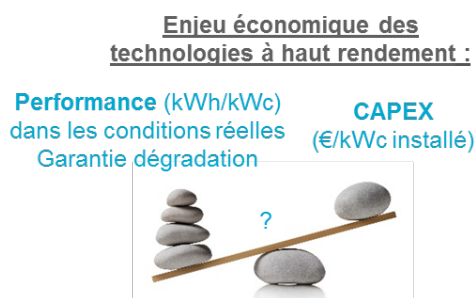 Enjeu économique des
technologies à haut rendement :
Performance (kWh/kWc)
dans les conditions réelles
Garantie dégradation
CAPEX
(€/kWc installé)
?